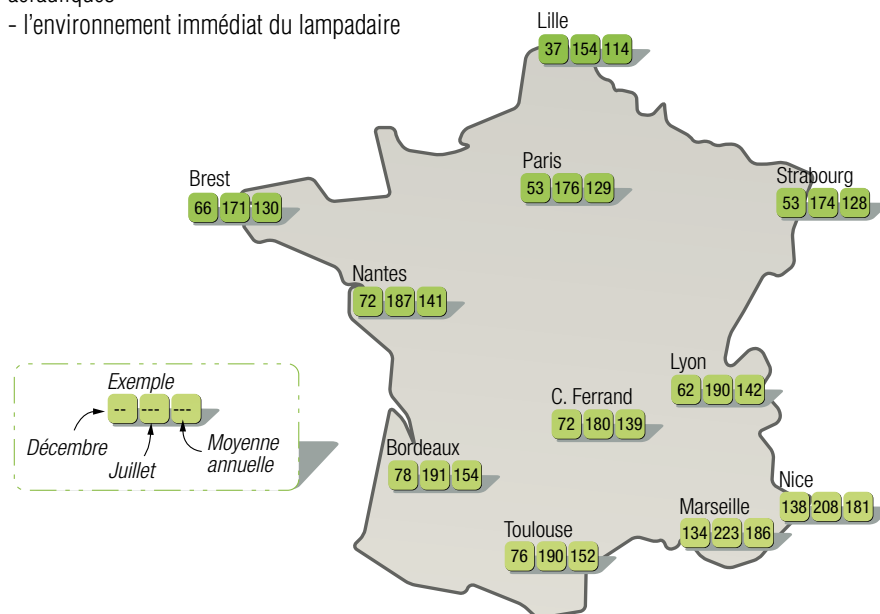 - l'environnement immédiat du lampadaire
Lille
37 154 114
Paris
53 176 129
Strabourg
53 174 128
Brest
66 171 130
Nantes
72 187 141
Lyon
62 190 142
C. Ferrand
72 180 139
Exemple
-- --- ---
Décembre
Juillet
Moyenne
annuelle
Bordeaux
78 191 154
Nice
138 208 181
Marseille
134 223 186
Toulouse
76 190 152